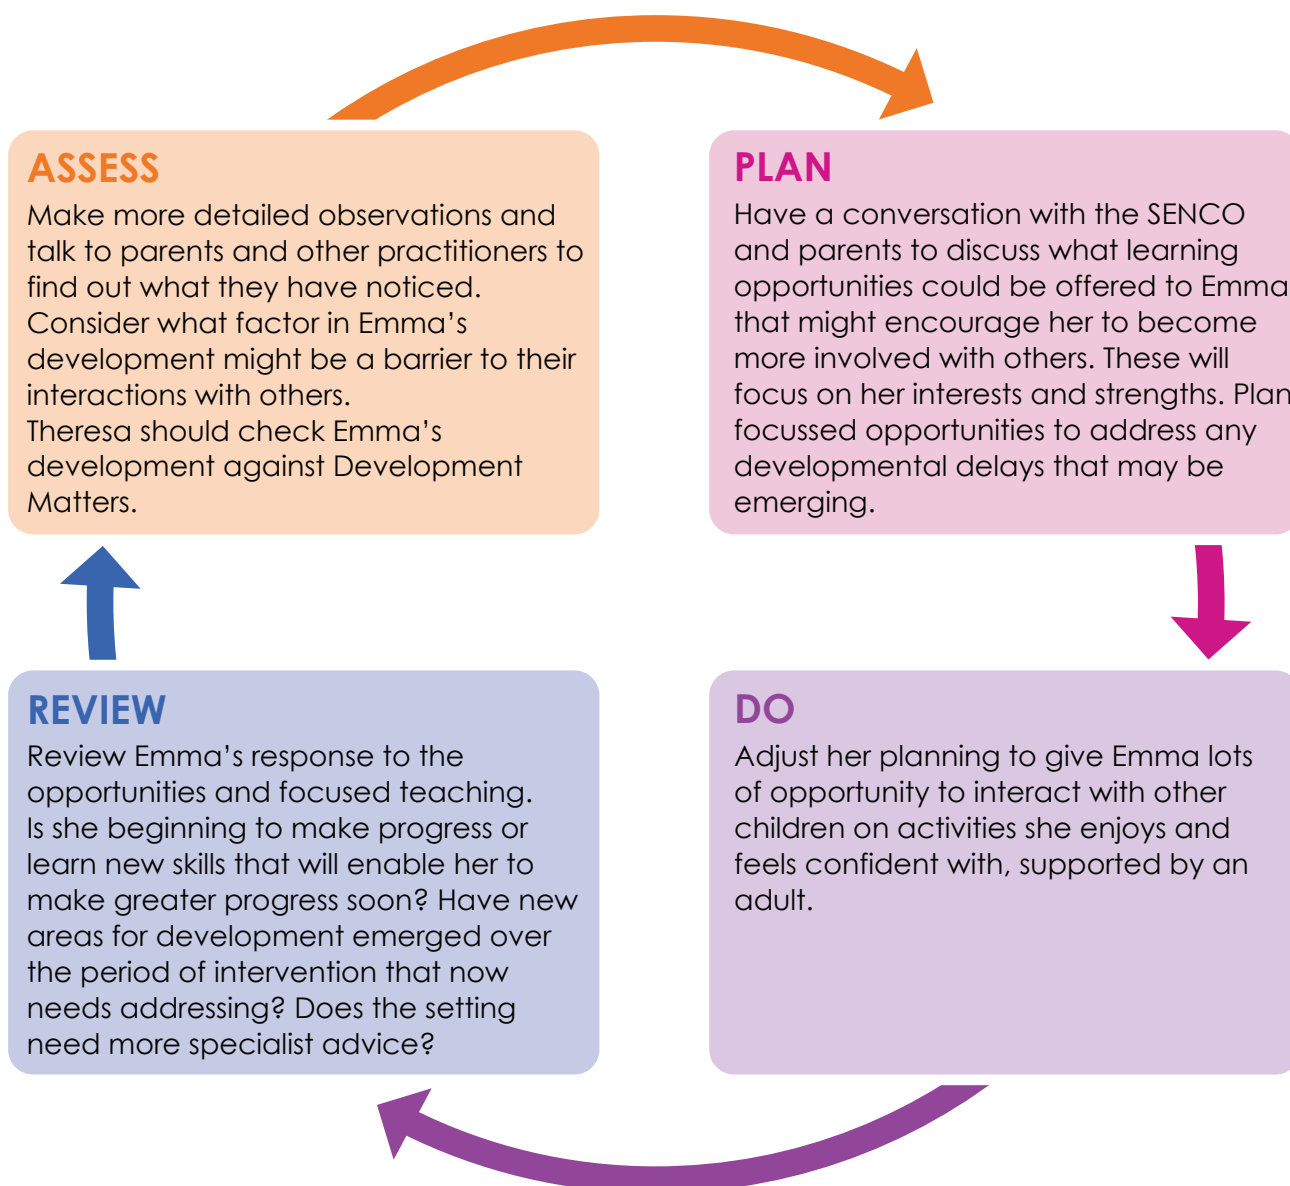 ASSESS
Make more detailed observations and
talk to parents and other practitioners to
find out what they have noticed.
Consider what factor in Emma's
development might be a barrier to their
interactions with others.
Theresa should check Emma's
development against Development
Matters.
PLAN
Have a conversation with the SENCO
and parents to discuss what learning
opportunities could be offered to Emma
that might encourage her to become
more involved with others. These will
focus on her interests and strengths. Plan
focussed opportunities to address any
developmental delays that may be
emerging.
DO
Adjust her planning to give Emma lots
of opportunity to interact with other
children on activities she enjoys and
feels confident with, supported by an
adult.
REVIEW
Review Emma's response to the
opportunities and focused teaching.
Is she beginning to make progress or
learn new skills that will enable her to
make greater progress soon? Have new
areas for development emerged over
the period of intervention that now
needs addressing? Does the setting
need more specialist advice?